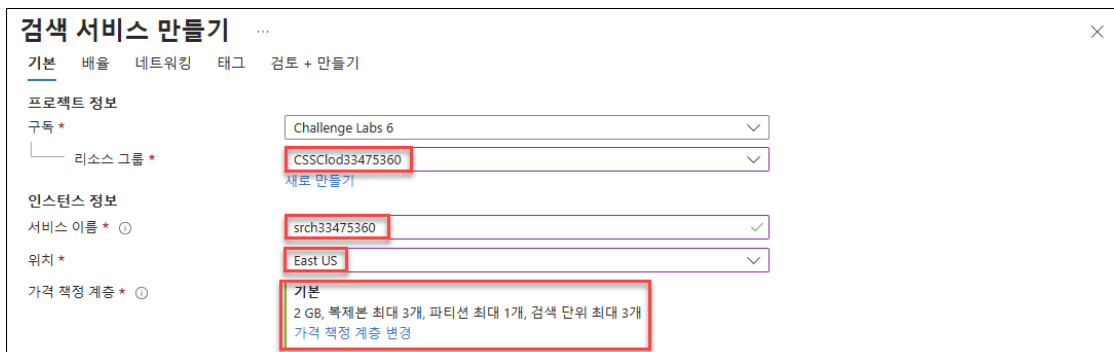 검색 서비스 만들기 ...
기본 배율 네트워킹 태그 검토 + 만들기
프로젝트 정보
구독 * Challenge Labs 6
리소스 그룹 * CSSClod33475360
새로 만들기
인스턴스 정보
서비스 이름 * srch33475360
위치 * East US
가격 책정 계층 * 기본
2 GB, 복제본 최대 3개, 파티션 최대 1개, 검색 단위 최대 3개
가격 책정 계층 변경